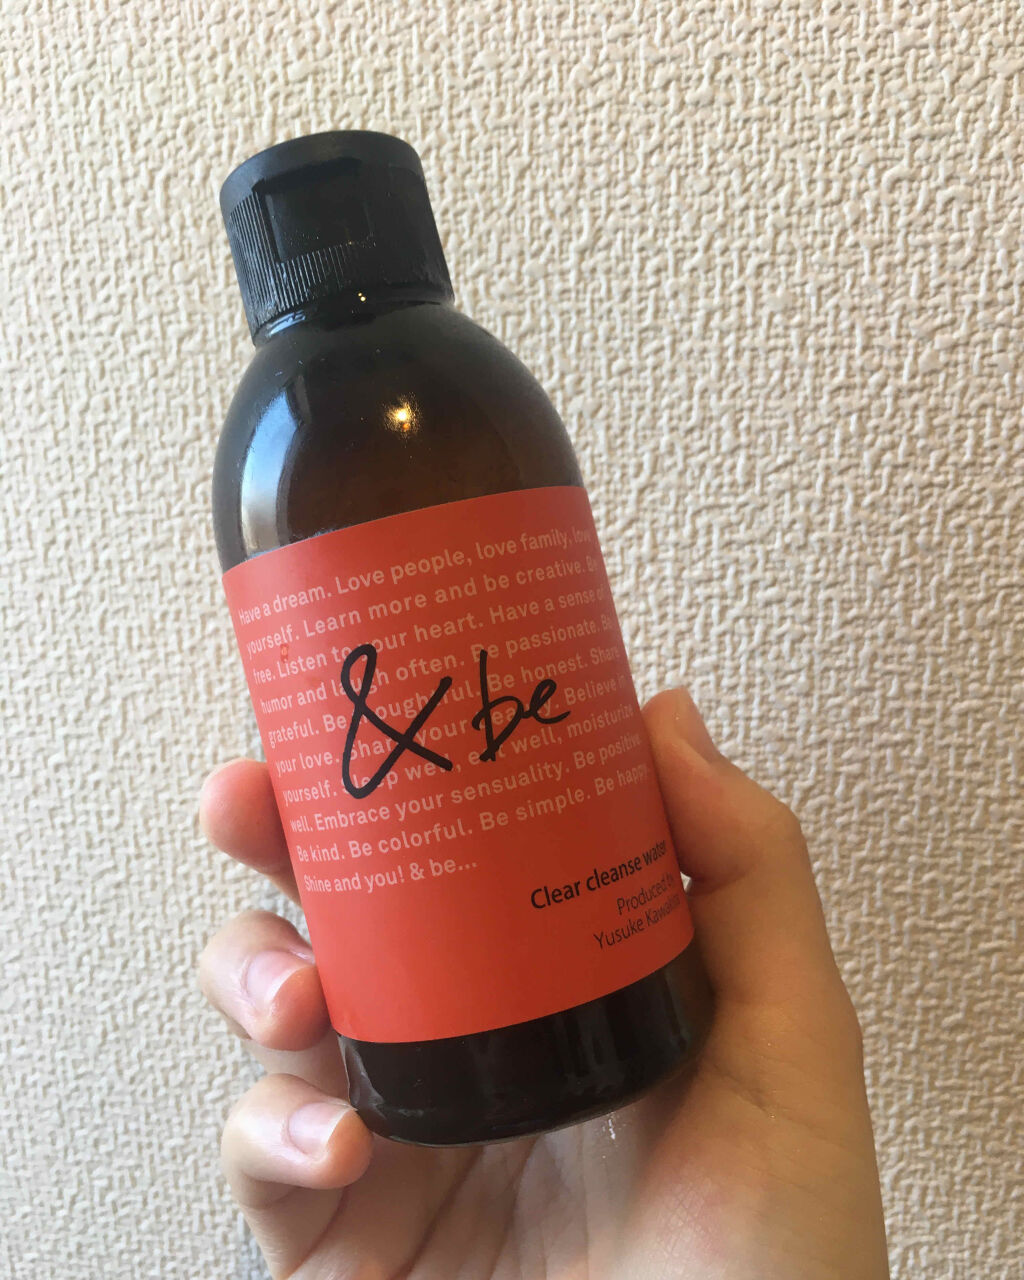 Have a dream. Love people, love family, love
yourself. Learn more and be creative. Be
free. Listen to your heart. Have a sense of
humor and laugh often. Be passionate. Be
grateful. Be thoughtful. Be honest. Share
your love. Share your beauty. Believe in
yourself. Sleep well, eat well, moisturize
well. Embrace your sensuality. Be positive.
Be kind. Be colorful. Be simple. Be happy.
Shine and you! & be...
& be
Clear cleanse water
Produced by
Yusuke Kawakita